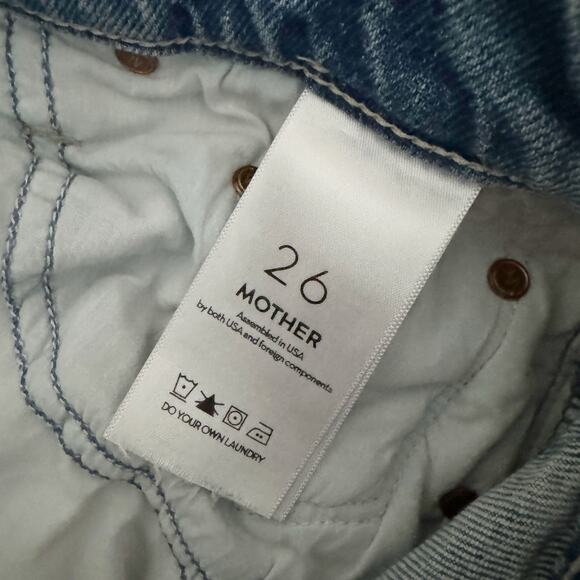 26
MOTHER
Assembled in USA
by both USA and foreign components
DO YOUR OWN LAUNDRY